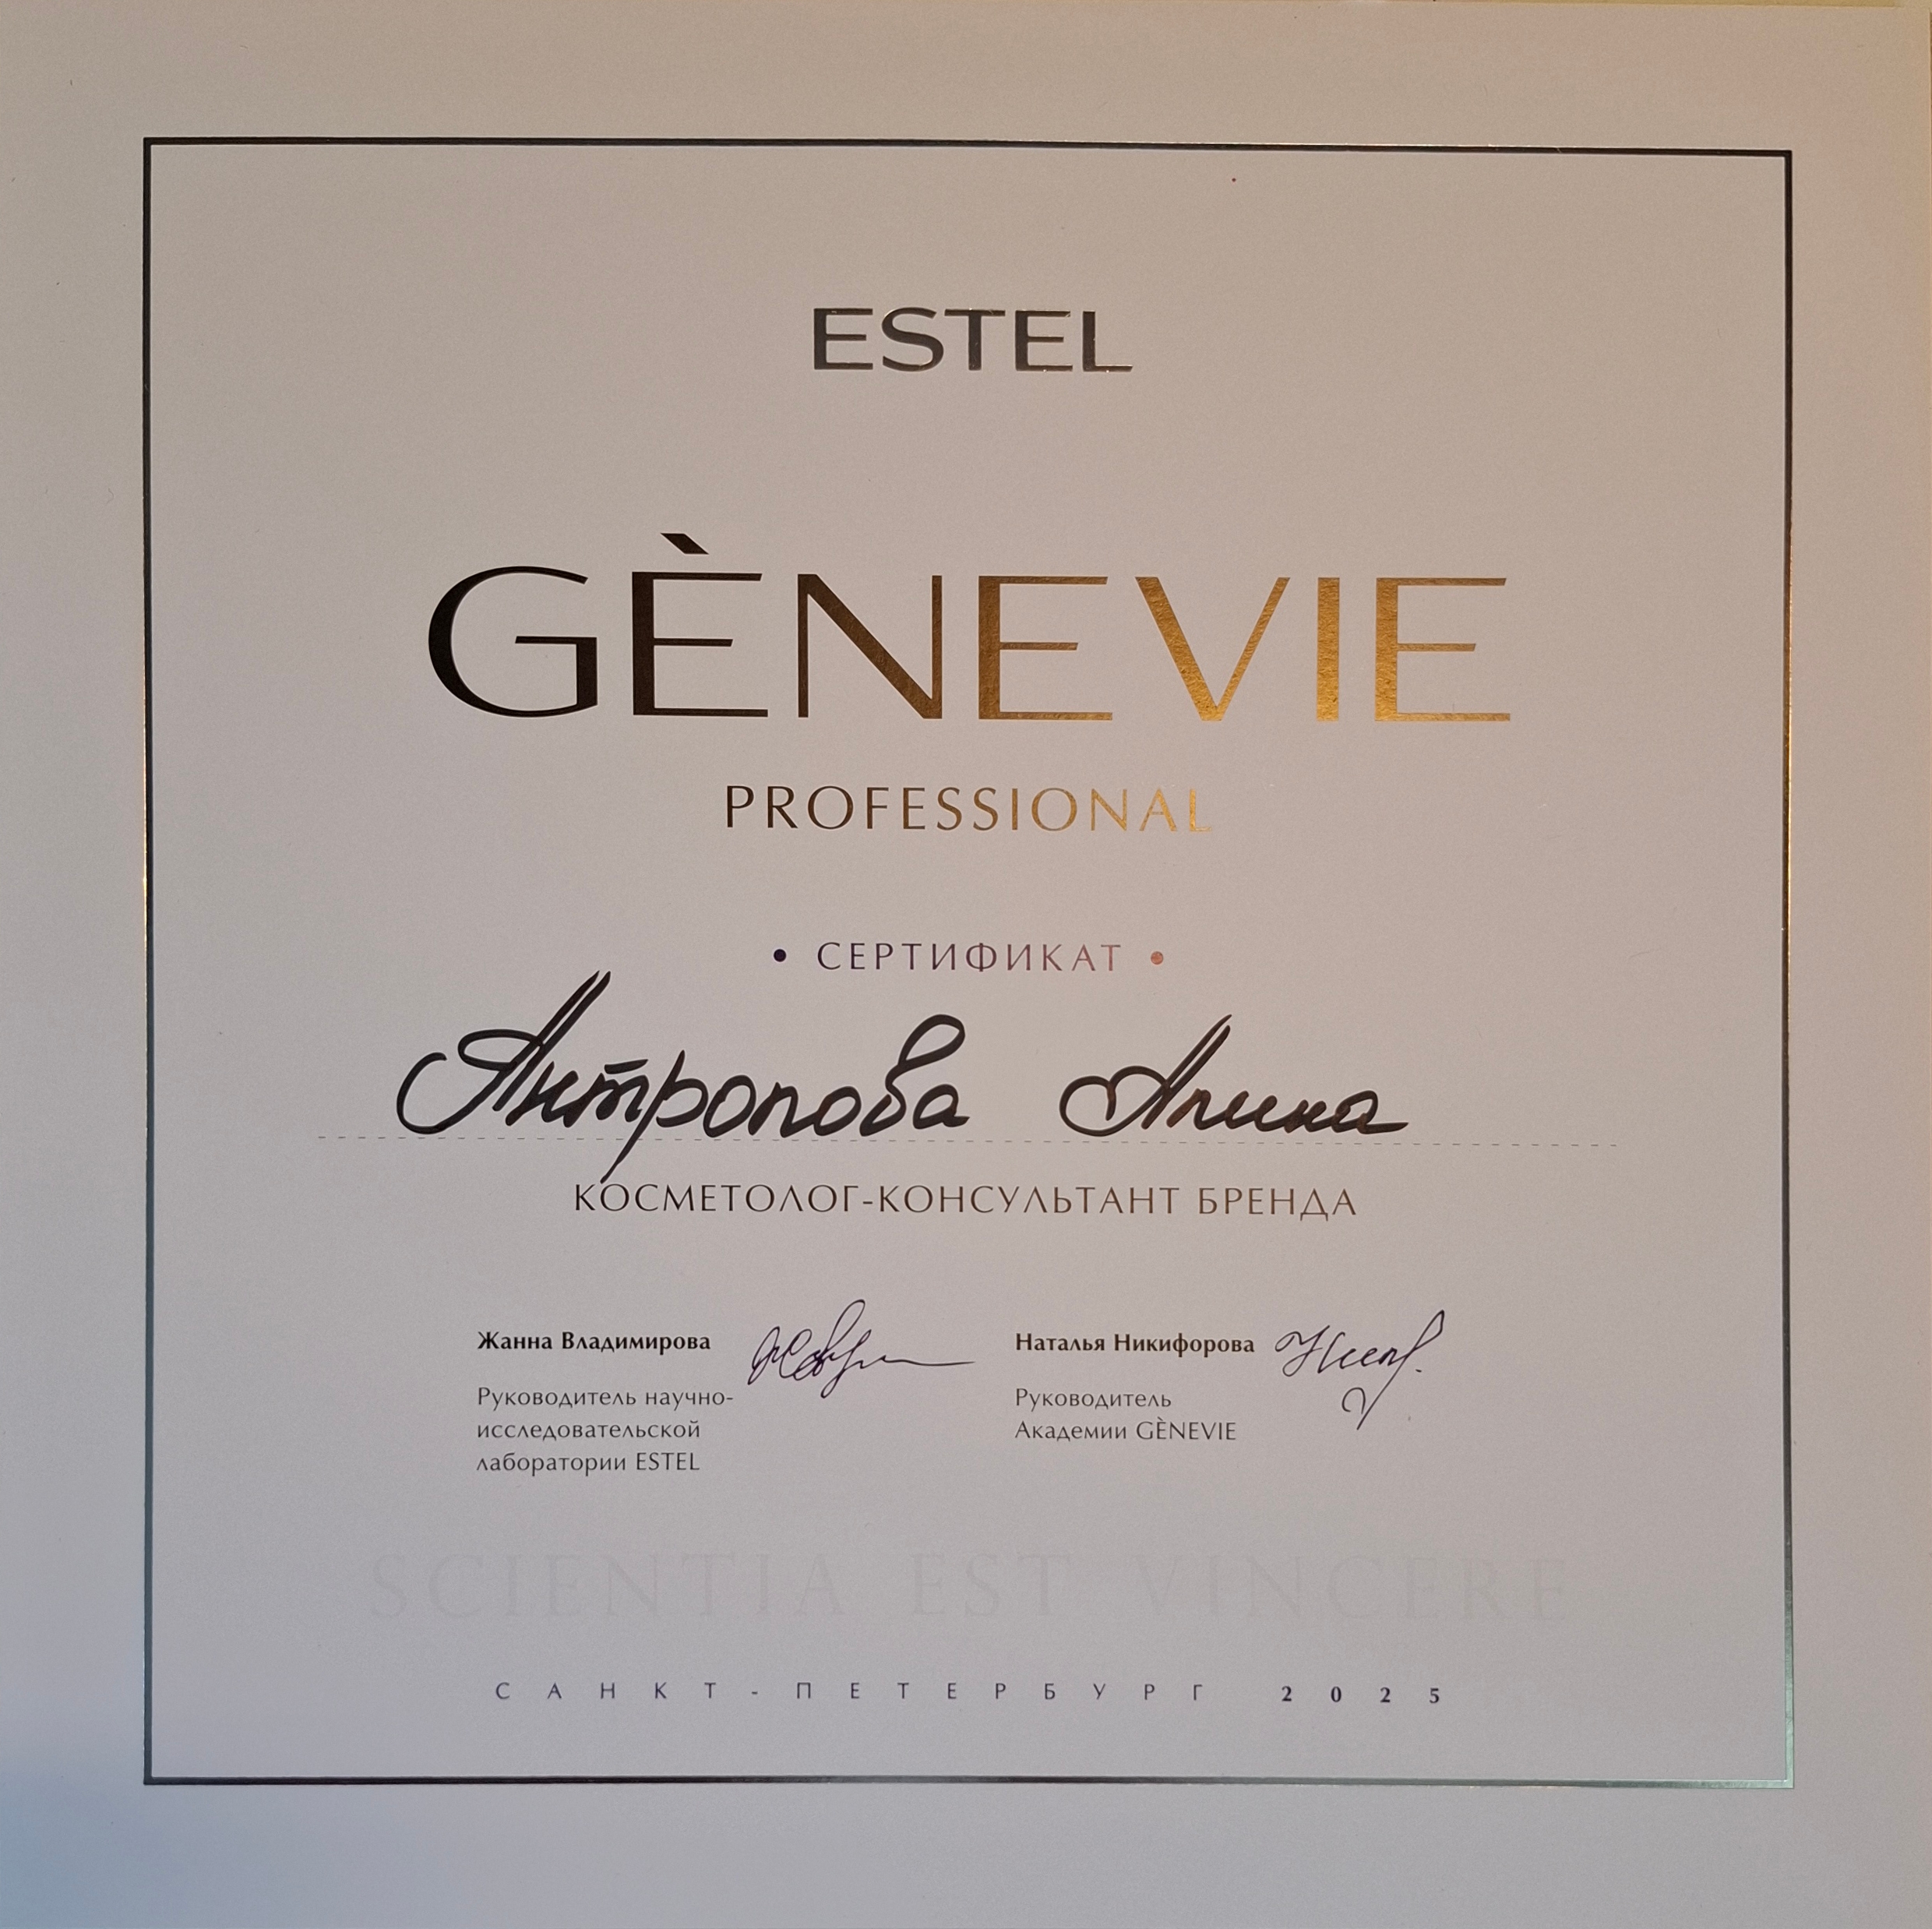 ESTEL
GÈNEVIE
PROFESSIONAL
• СЕРТИФИКАТ •
Антропова Алина
КОСМЕТОЛОГ-КОНСУЛЬТАНТ БРЕНДА
Жанна Владимирова
Руководитель научно-
исследовательской
лаборатории ESTEL
Наталья Никифорова
Руководитель
Академии GÈNEVIE
SCIENTIA EST VINCERE
САНКТ-ПЕТЕРБУРГ 2025